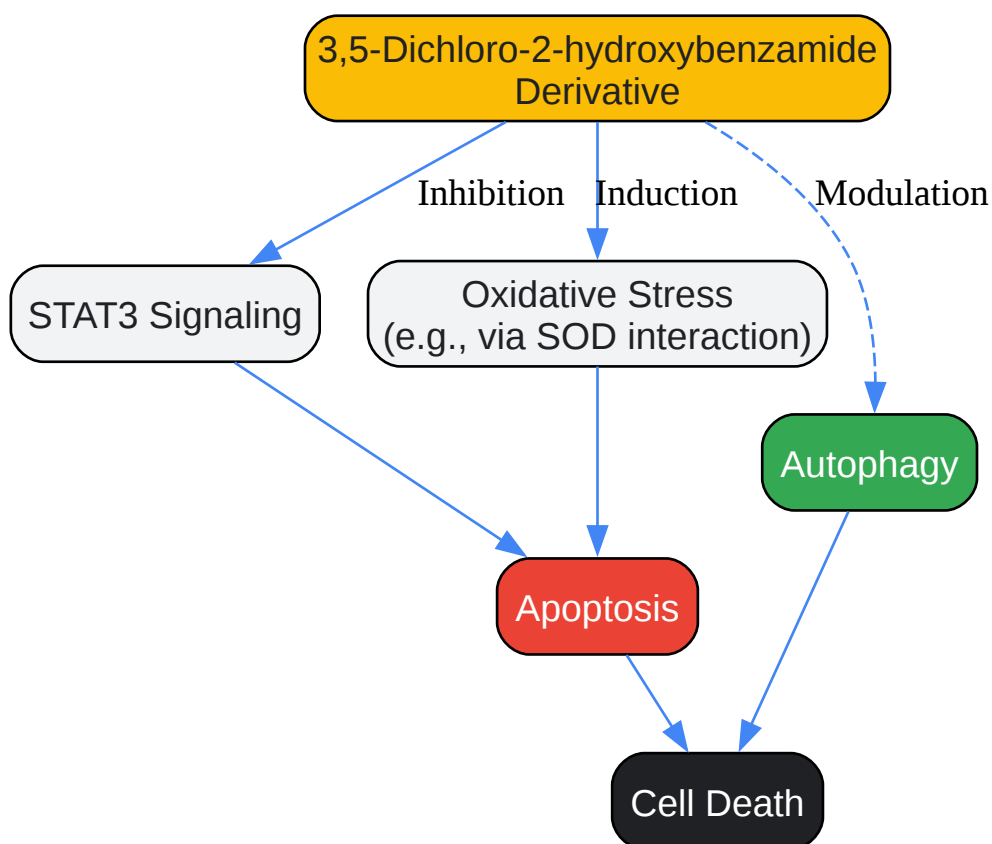 3,5-Dichloro-2-hydroxybenzamide
Derivative
Inhibition
Induction
Modulation
STAT3 Signaling
Oxidative Stress
(e.g., via SOD interaction)
Autophagy
Apoptosis
Cell Death